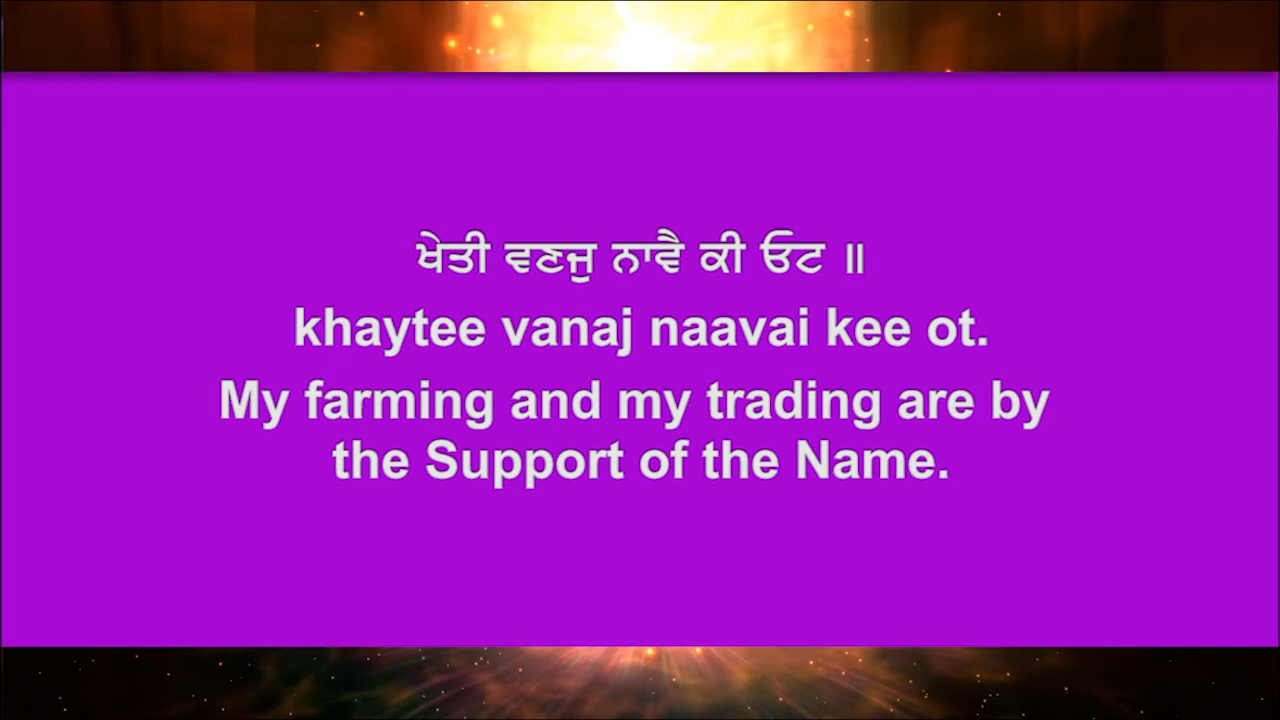 ਖੇਤੀ ਵਣਜੁ ਨਾਵੈ ਕੀ ਓਟ ॥
khaytee vanaj naavai kee ot.
My farming and my trading are by
the Support of the Name.